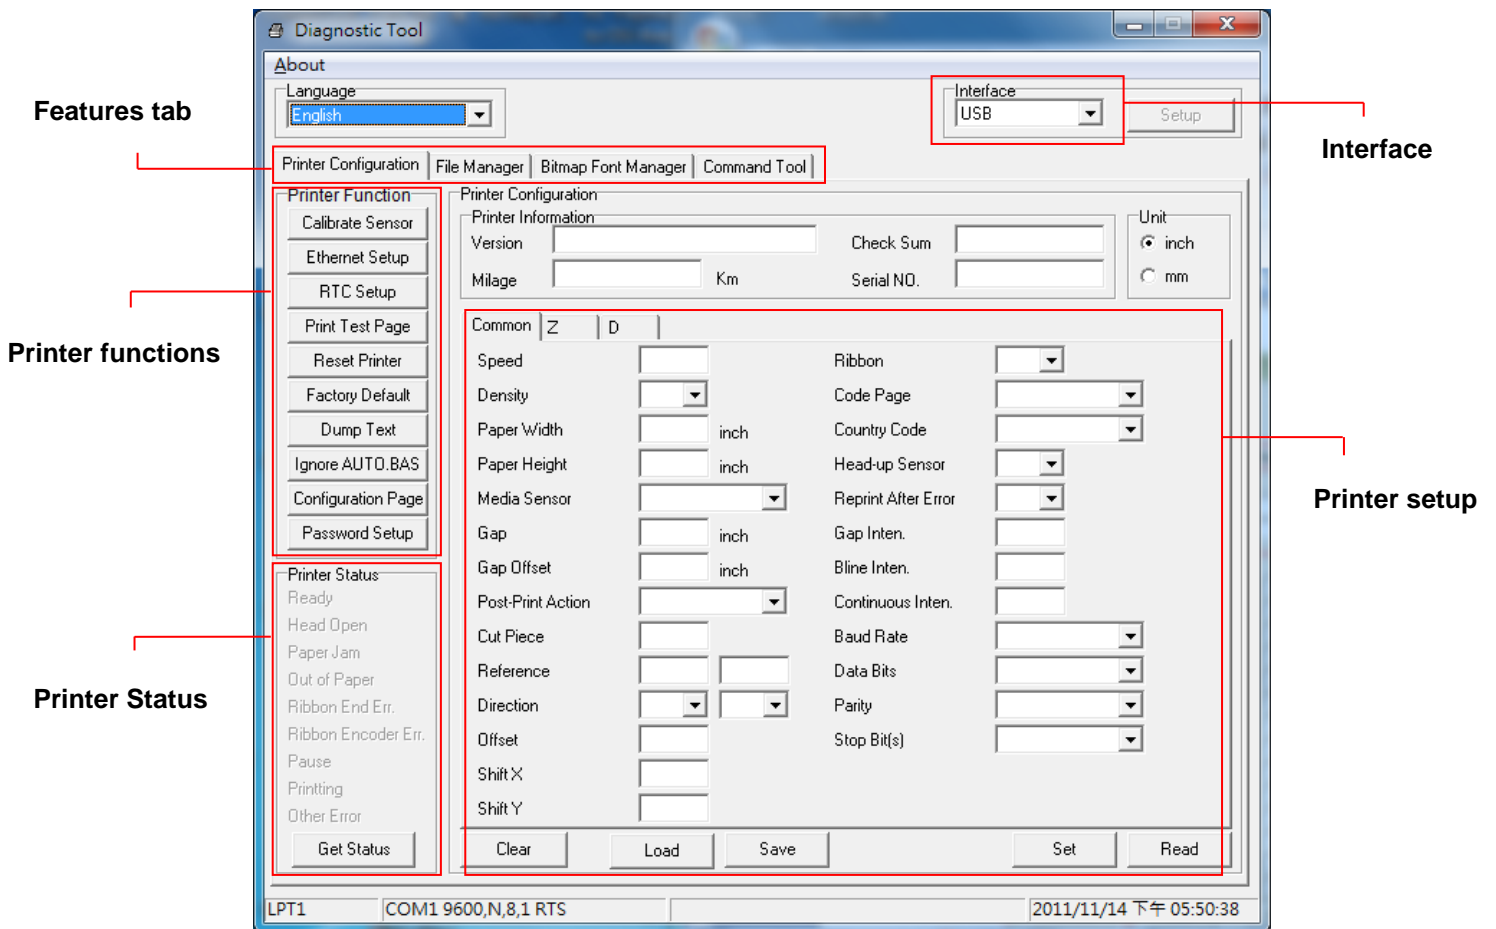 Diagnostic Tool
About
Language
English
Interface
USB
Setup
Features tab
Interface
Printer Configuration
File Manager
Bitmap Font Manager
Command Tool
Printer Function
Calibrate Sensor
Ethernet Setup
RTC Setup
Print Test Page
Reset Printer
Factory Default
Dump Text
Ignore AUTO.BAS
Configuration Page
Password Setup
Printer functions
Printer Configuration
Printer Information
Version
Check Sum
Milage
Km
Serial NO.
Unit
inch
mm
Common
Z
D
Speed
Ribbon
Density
Code Page
Paper Width
inch
Country Code
Paper Height
inch
Head-up Sensor
Media Sensor
Reprint After Error
Gap
inch
Gap Inten.
Gap Offset
inch
Bline Inten.
Post-Print Action
Continuous Inten.
Cut Piece
Baud Rate
Reference
Data Bits
Direction
Parity
Offset
Stop Bit(s)
Shift X
Shift Y
Clear
Load
Save
Set
Read
Printer setup
Printer Status
Ready
Head Open
Paper Jam
Out of Paper
Ribbon End Err.
Ribbon Encoder Err.
Pause
Printting
Other Error
Get Status
Printer Status
LPT1
COM1 9600,N,8,1 RTS
2011/11/14 下午 05:50:38